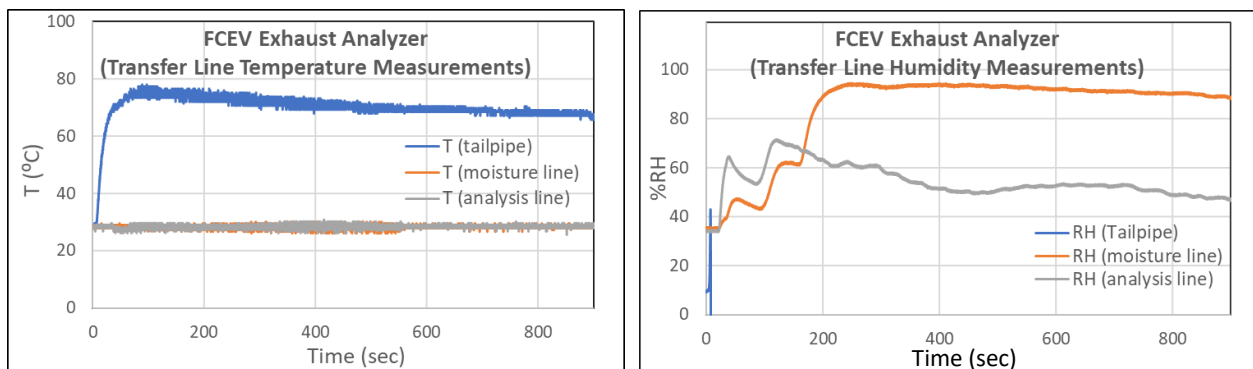 FCEV Exhaust Analyzer
(Transfer Line Temperature Measurements)
100
80
60
40
20
0
T (⁰C)
T (tailpipe)
T (moisture line)
T (analysis line)
0 200 400 600 800
Time (sec)
FCEV Exhaust Analyzer
(Transfer Line Humidity Measurements)
100
80
60
40
20
0
%RH
RH (Tailpipe)
RH (moisture line)
RH (analysis line)
0 200 400 600 800
Time (sec)